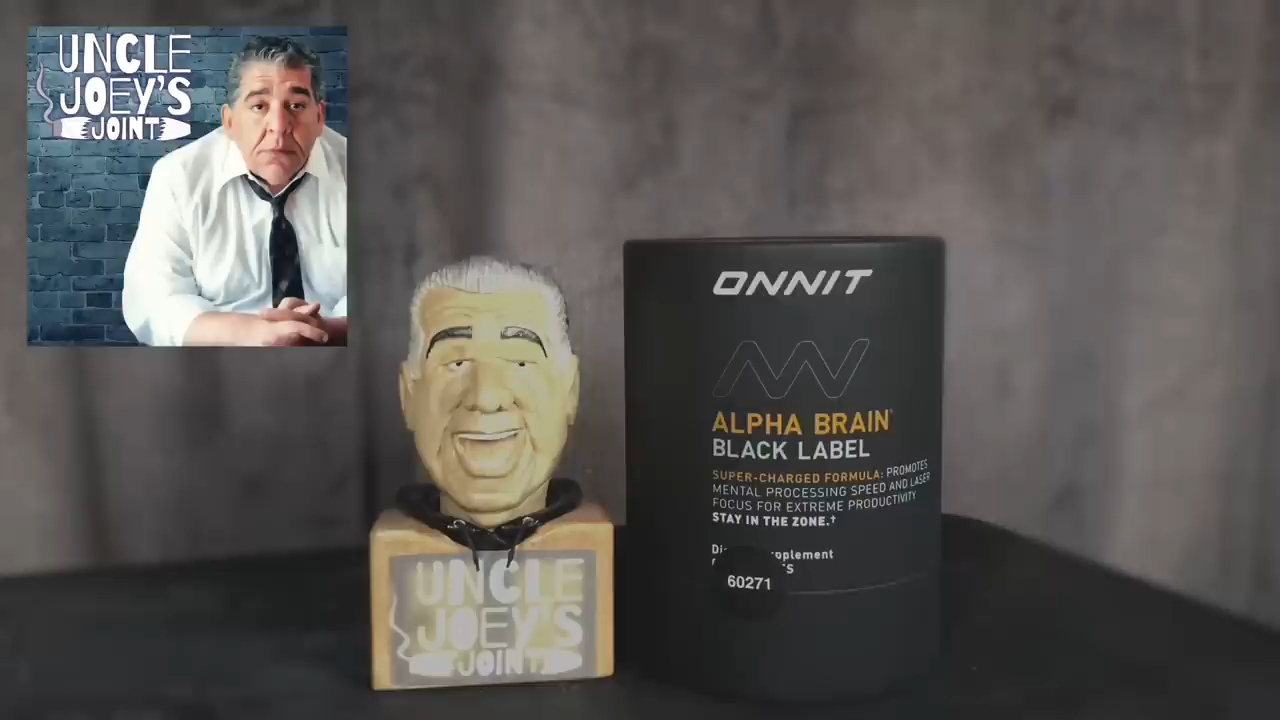 UNCLE
JOEY'S
JOINT
ONNIT
ALPHA BRAIN®
BLACK LABEL
SUPER-CHARGED FORMULA: PROMOTES
MENTAL PROCESSING SPEED AND LASER
FOCUS FOR EXTREME PRODUCTIVITY
STAY IN THE ZONE.†
60271
UNCLE
JOEY'S
JOINT